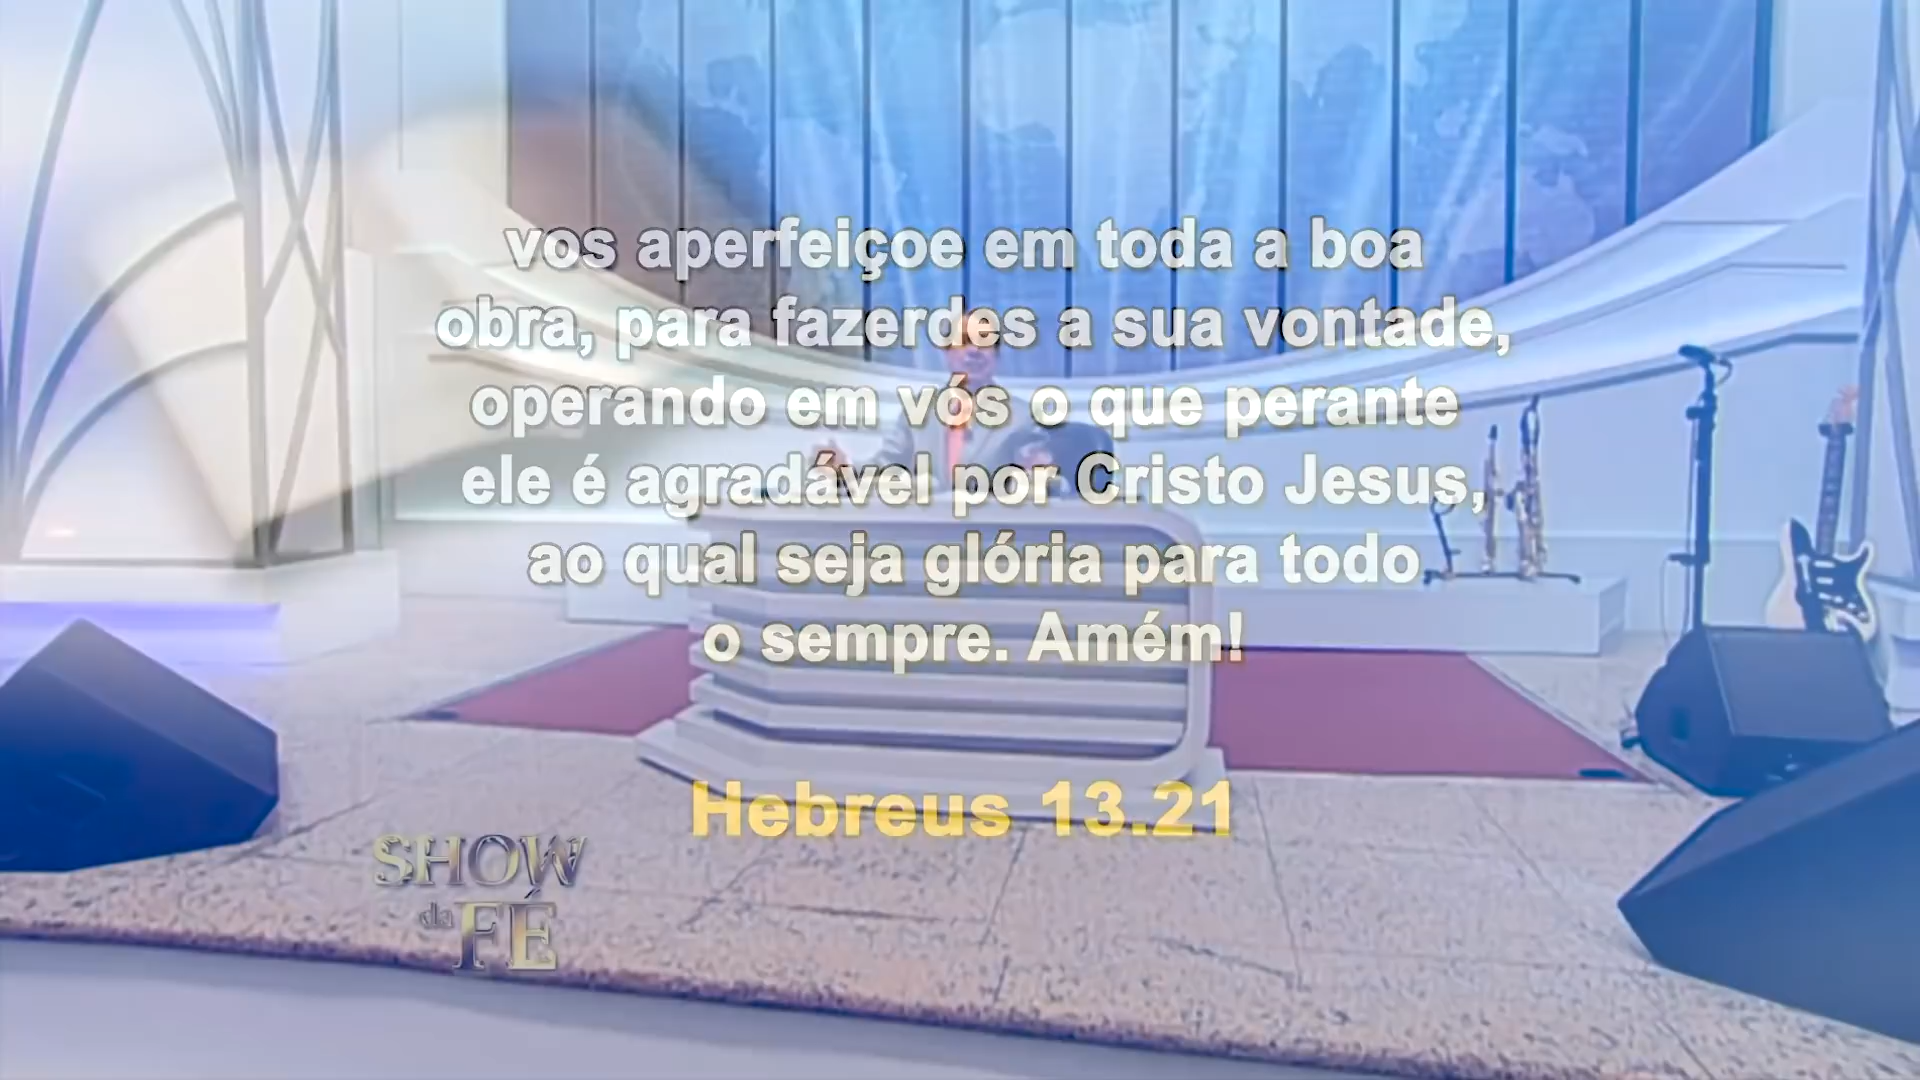 vos aperfeiçoe em toda a boa
obra, para fazerdes a sua vontade,
operando em vós o que perante
ele é agradável por Cristo Jesus,
ao qual seja glória para todo
o sempre. Amém!
Hebreus 13.21
SHOW
da FÉ